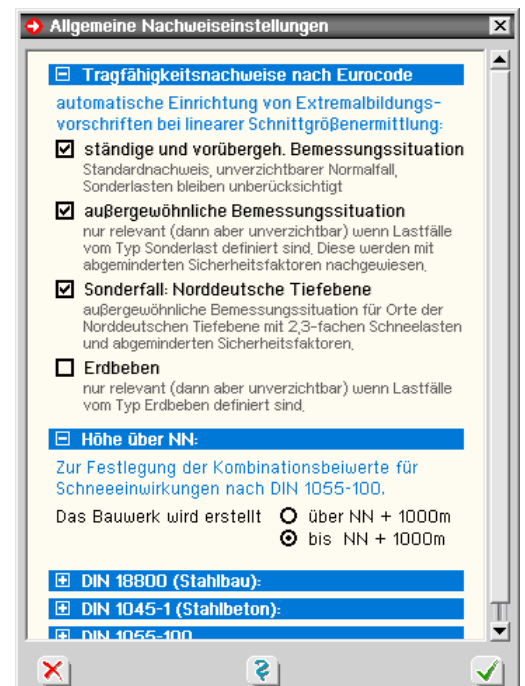 Allgemeine Nachweiseinstellungen
Tragfähigkeitsnachweise nach Eurocode
automatische Einrichtung von Extremalbildungs-
vorschriften bei linearer Schnittgrößenermittlung:
ständige und vorübergeh. Bemessungssituation
Standardnachweis, unverzichtbarer Normalfall,
Sonderlasten bleiben unberücksichtigt
außergewöhnliche Bemessungssituation
nur relevant (dann aber unverzichtbar) wenn Lastfälle
vom Typ Sonderlast definiert sind. Diese werden mit
abgeminderten Sicherheitsfaktoren nachgewiesen.
Sonderfall: Norddeutsche Tiefebene
außergewöhnliche Bemessungssituation für Orte der
Norddeutschen Tiefebene mit 2,3-fachen Schneelasten
und abgeminderten Sicherheitsfaktoren.
Erdbeben
nur relevant (dann aber unverzichtbar) wenn Lastfälle
vom Typ Erdbeben definiert sind.
Höhe über NN:
Zur Festlegung der Kombinationsbeiwerte für
Schneeeinwirkungen nach DIN 1055-100.
Das Bauwerk wird erstellt über NN + 1000m
bis NN + 1000m
DIN 18800 (Stahlbau):
DIN 1045-1 (Stahlbeton):
DIN 1055-100